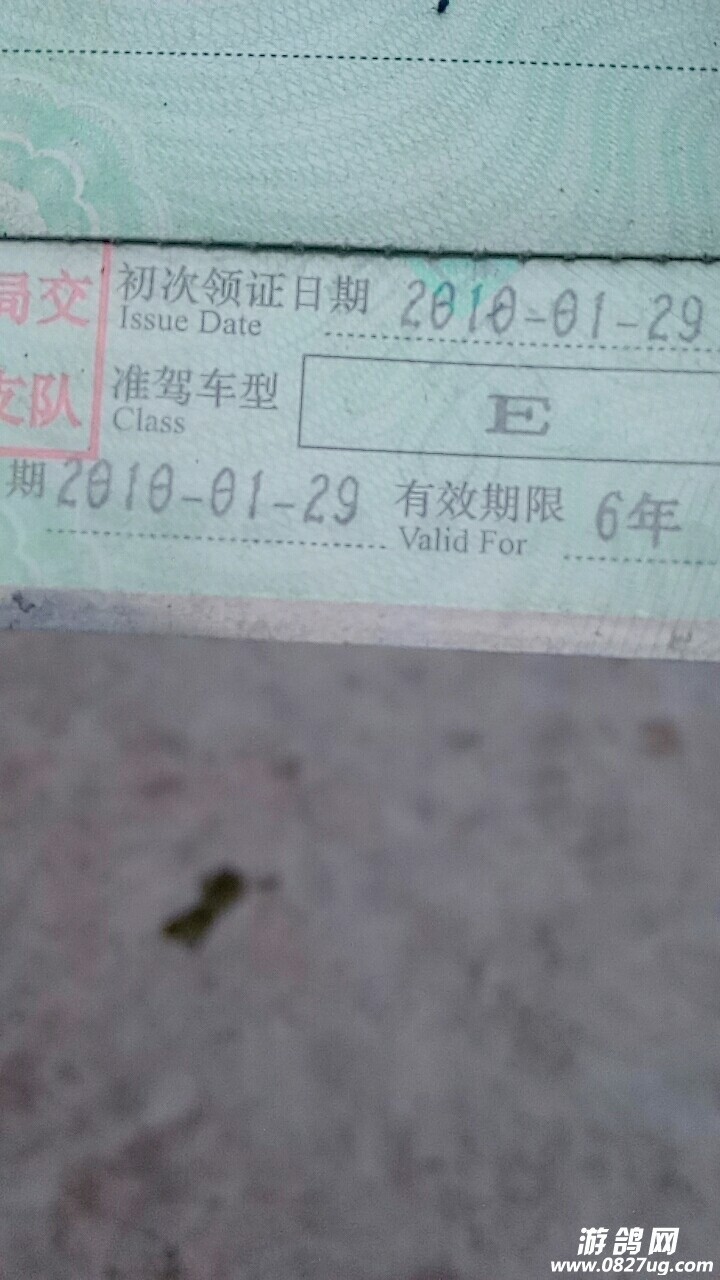 局交
支队
初次领证日期 2010-01-29
Issue Date
准驾车型 E
Class
期 2010-01-29 有效期限 6年
Valid For
游鸽网
www.0827ug.com